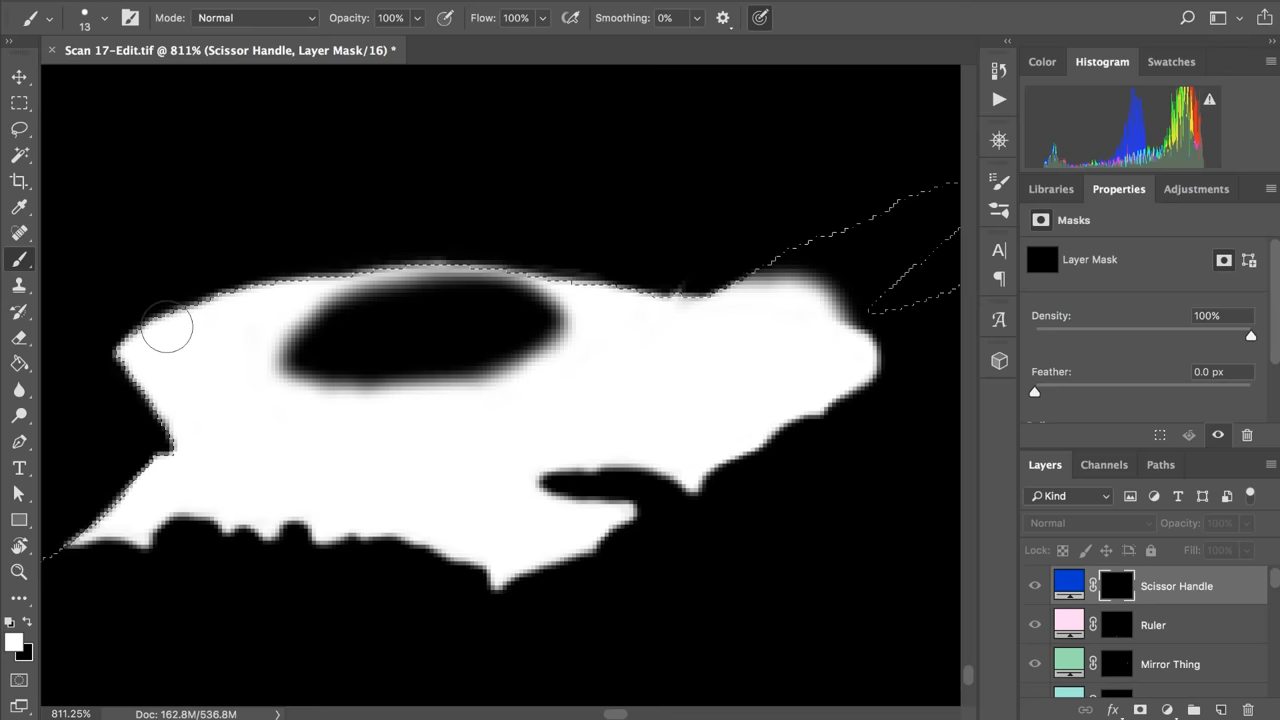 13 Mode: Normal Opacity: 100% Flow: 100% Smoothing: 0%
Scan 17-Edit.tif @ 811% (Scissor Handle, Layer Mask/16) *
Color Histogram Swatches
Libraries Properties Adjustments
Masks
Layer Mask
Density: 100%
Feather: 0.0 px
Layers Channels Paths
Kind
Normal Opacity: 100%
Lock: Fill: 100%
Scissor Handle
Ruler
Mirror Thing
811.25% Doc: 162.8M/536.8M